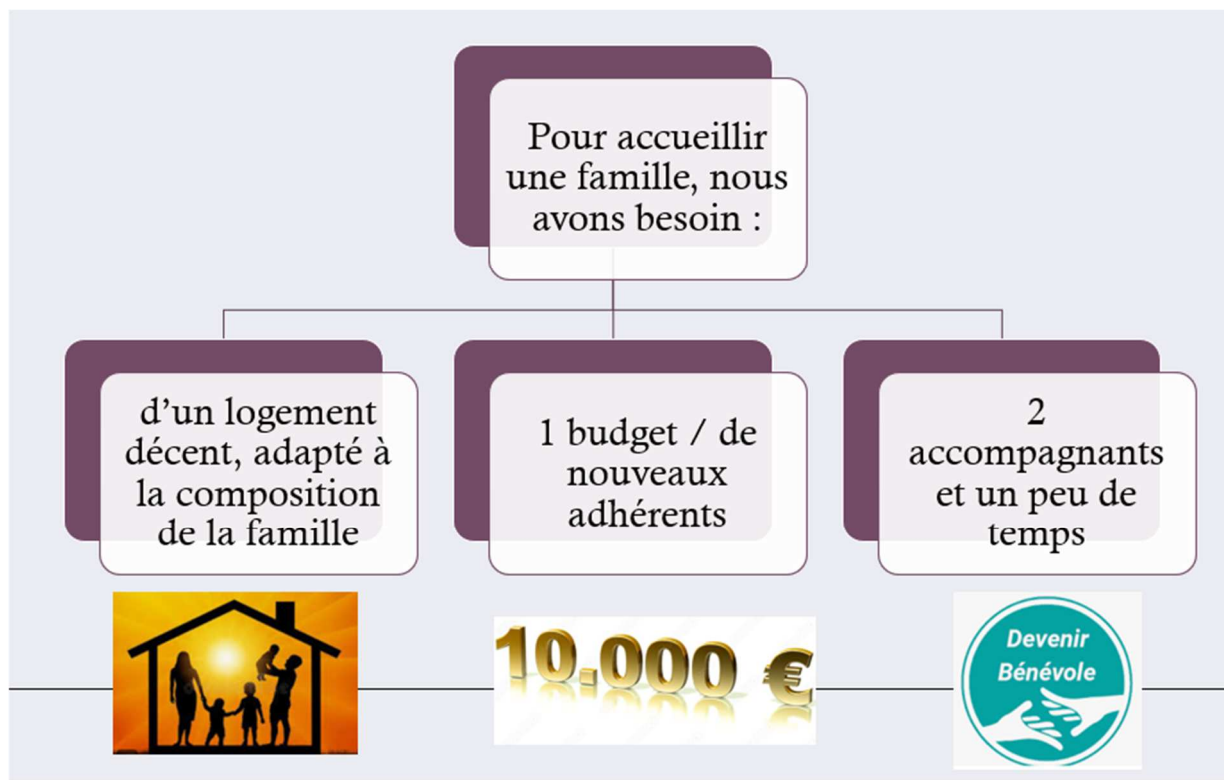 Pour accueillir
une famille, nous
avons besoin :
d’un logement
décent, adapté à
la composition
de la famille
1 budget / de
nouveaux
adhérents
2
accompagnants
et un peu de
temps
10.000 €
Devenir
Bénévole